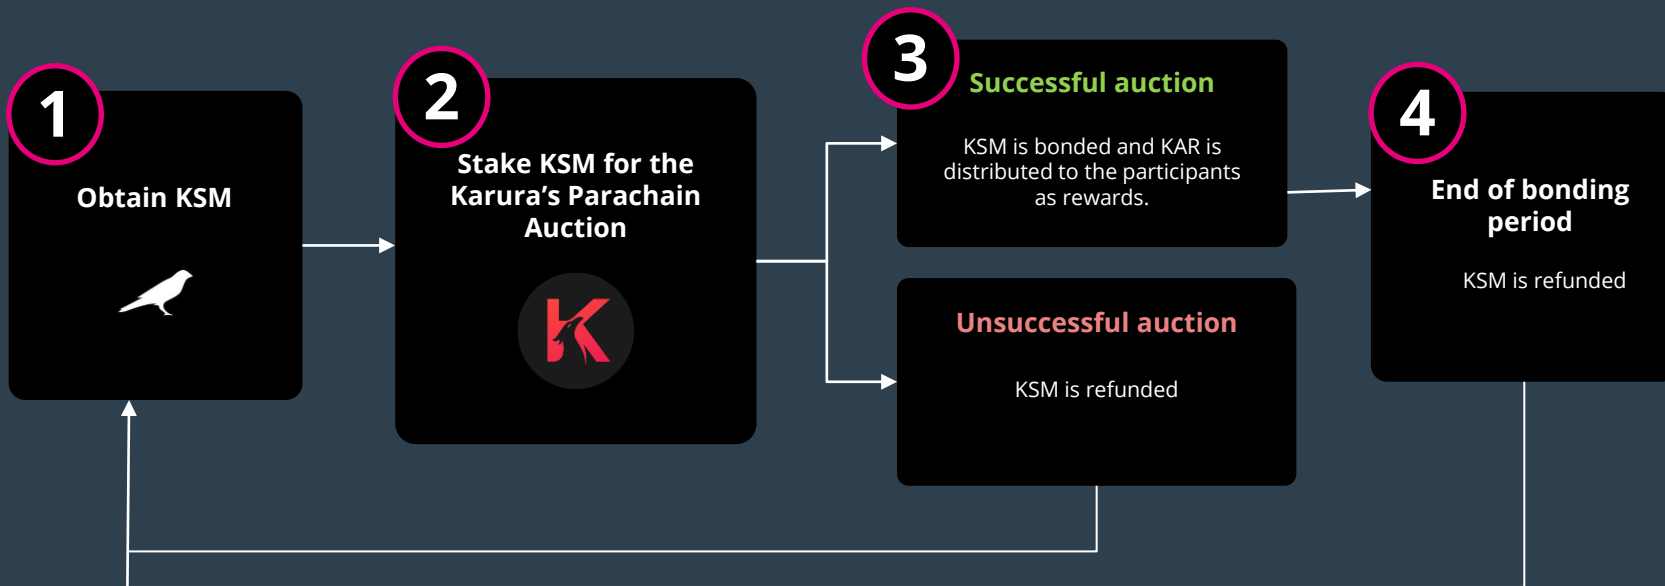 1
Obtain KSM
2
Stake KSM for the
Karura's Parachain
Auction
3
Successful auction
KSM is bonded and KAR is
distributed to the participants
as rewards.
Unsuccessful auction
KSM is refunded
4
End of bonding
period
KSM is refunded